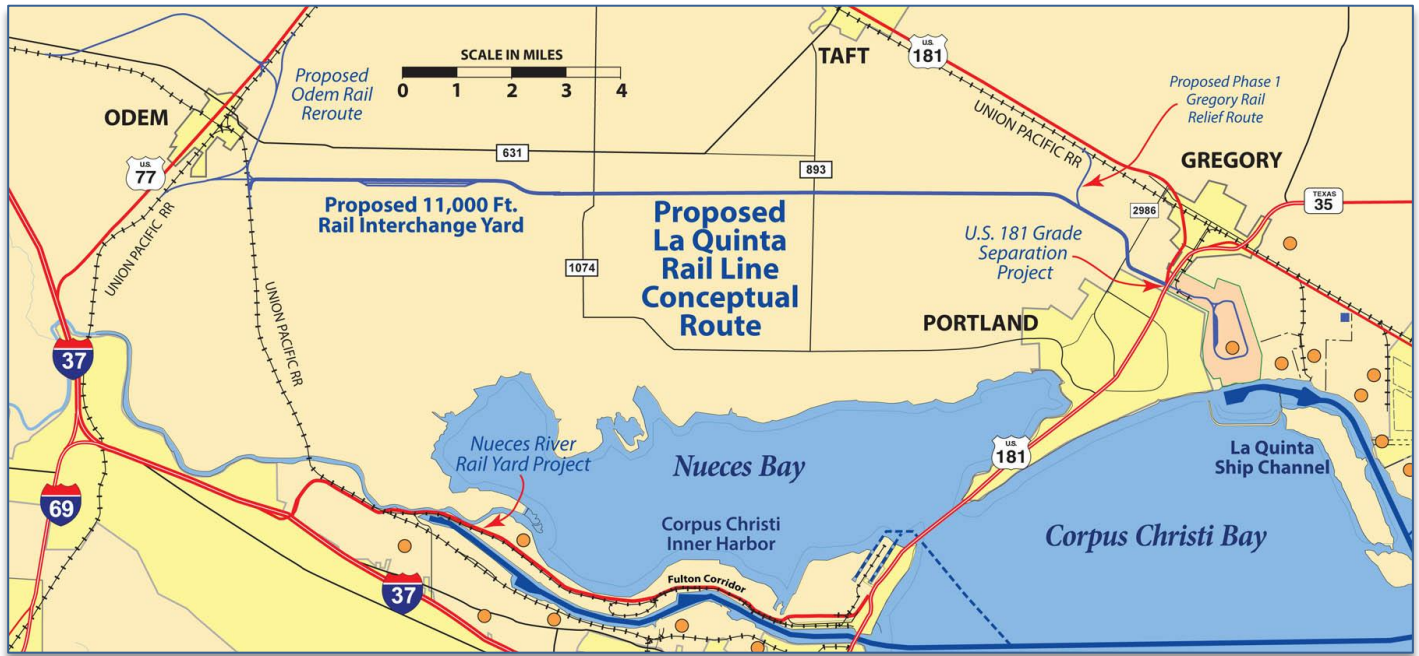 TAFT
U.S.
181
SCALE IN MILES
0 1 2 3 4
Proposed
Odem Rail
Reroute
ODEM
U.S.
77
631
893
UNION PACIFIC RR
Proposed Phase 1
Gregory Rail
Relief Route
GREGORY
TEXAS
35
2986
Proposed 11,000 Ft.
Rail Interchange Yard
Proposed
La Quinta
Rail Line
Conceptual
Route
U.S. 181 Grade
Separation
Project
UNION PACIFIC RR
UNION PACIFIC RR
1074
PORTLAND
37
Nueces River
Rail Yard Project
Nueces Bay
U.S.
181
La Quinta
Ship Channel
69
Corpus Christi
Inner Harbor
Corpus Christi Bay
Fulton Corridor
37